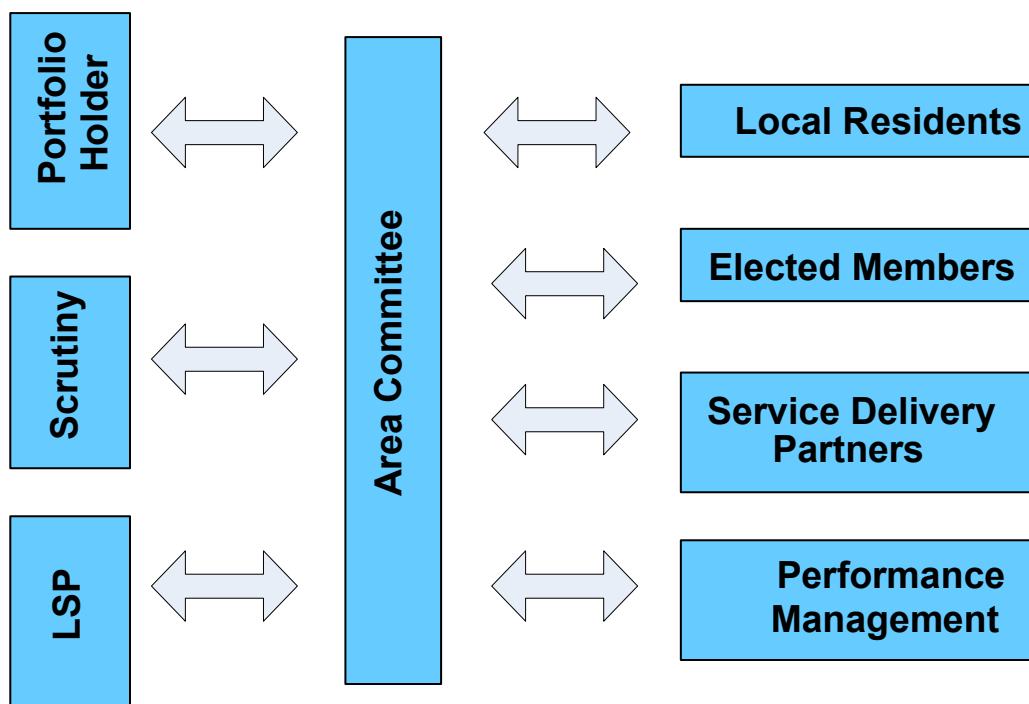 Portfolio
Holder
Scrutiny
LSP
Area Committee
Local Residents
Elected Members
Service Delivery
Partners
Performance
Management